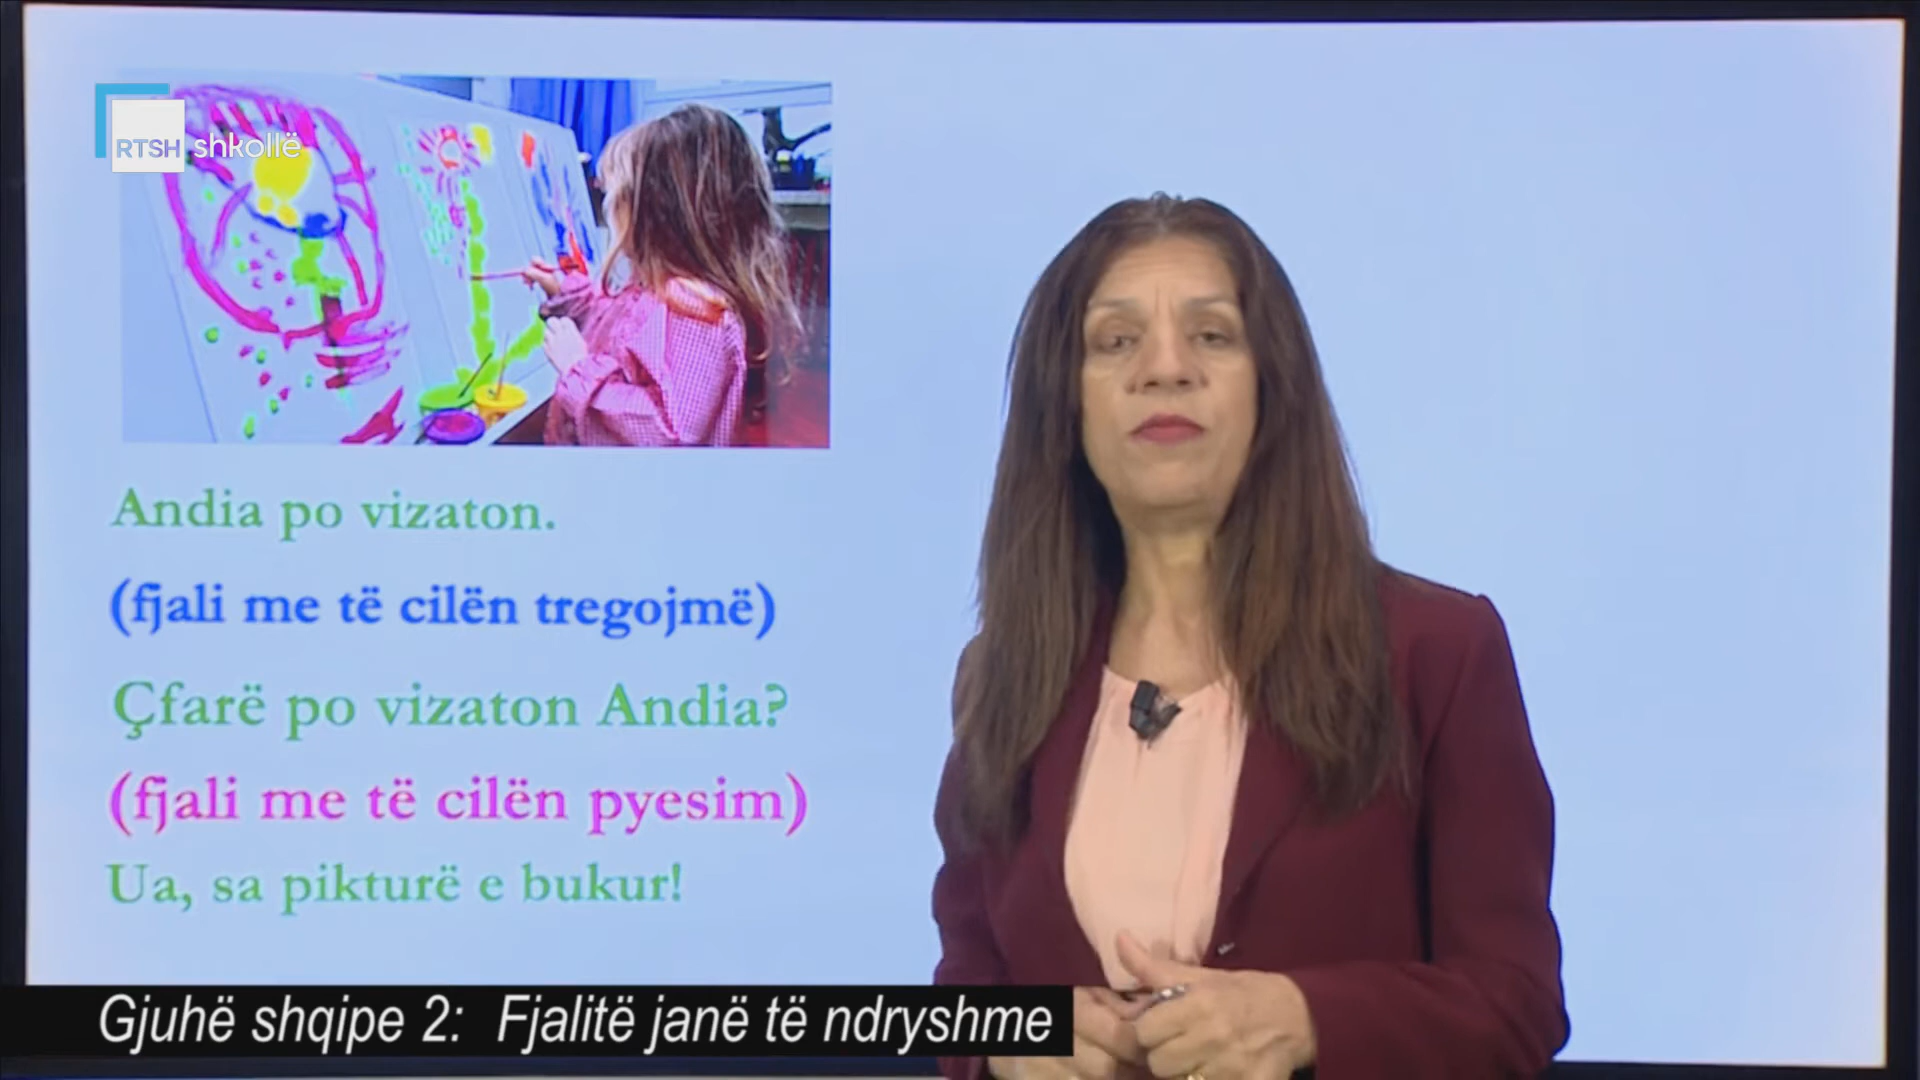 RTSH shkollë
Andia po vizaton.
(fjali me të cilën tregojmë)
Çfarë po vizaton Andia?
(fjali me të cilën pyesim)
Ua, sa pikturë e bukur!
Gjuhë shqipe 2: Fjalitë janë të ndryshme